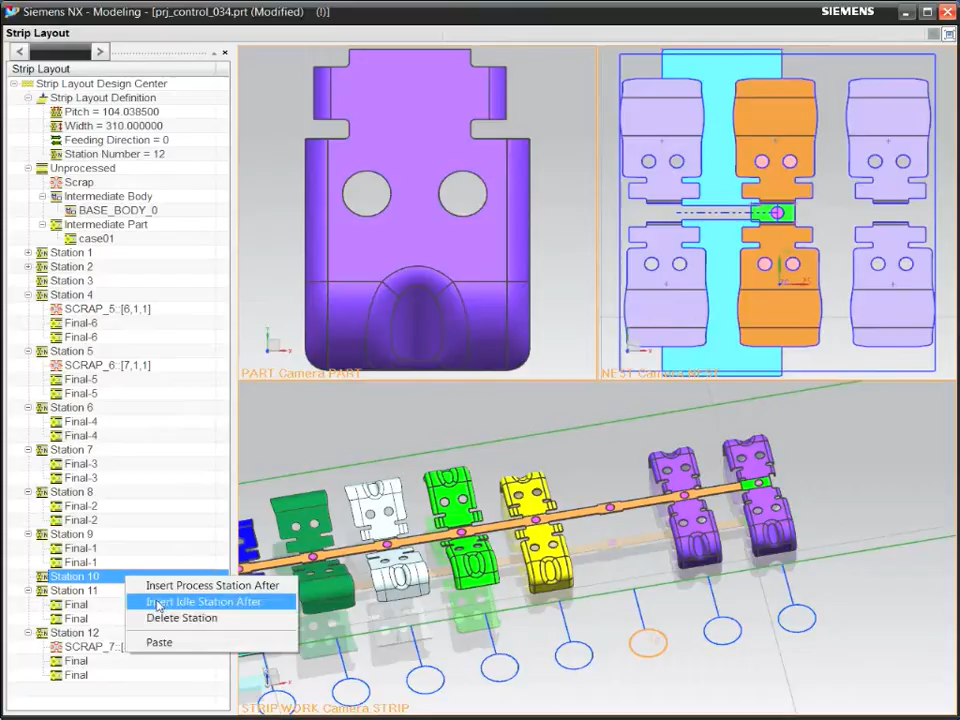 Siemens NX - Modeling - [prj_control_034.prt (Modified) (!)]
SIEMENS
Strip Layout
Strip Layout
Strip Layout Design Center
Strip Layout Definition
Pitch = 104.038500
Width = 310.000000
Feeding Direction = 0
Station Number = 12
Unprocessed
Scrap
Intermediate Body
BASE_BODY_0
Intermediate Part
case01
Station 1
Station 2
Station 3
Station 4
SCRAP_5::[6,1,1]
Final-6
Final-6
Station 5
SCRAP_6::[7,1,1]
Final-5
Final-5
Station 6
Final-4
Final-4
Station 7
Final-3
Final-3
Station 8
Final-2
Final-2
Station 9
Final-1
Final-1
Station 10
Station 11
Final
Final
Station 12
SCRAP_7::[
Final
Final
Insert Process Station After
Insert Idle Station After
Delete Station
Paste
PART Camera PART
NEST Camera NEST
STRIP WORK Camera STRIP